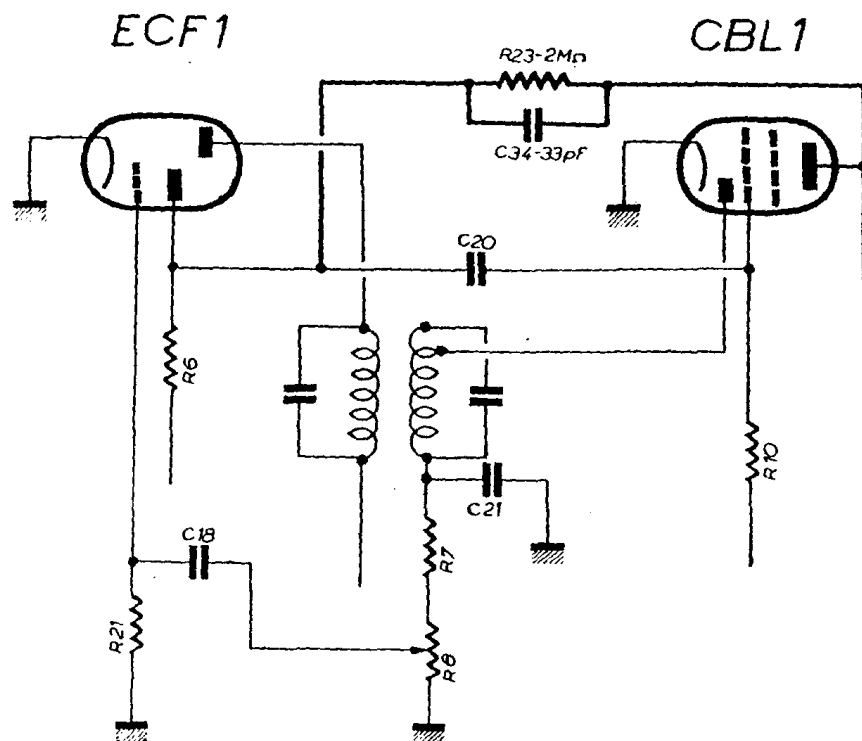 ECF1
CBL1
R23-2MΩ
C34-33pF
C20
R6
R10
C21
C18
R7
R21
R8